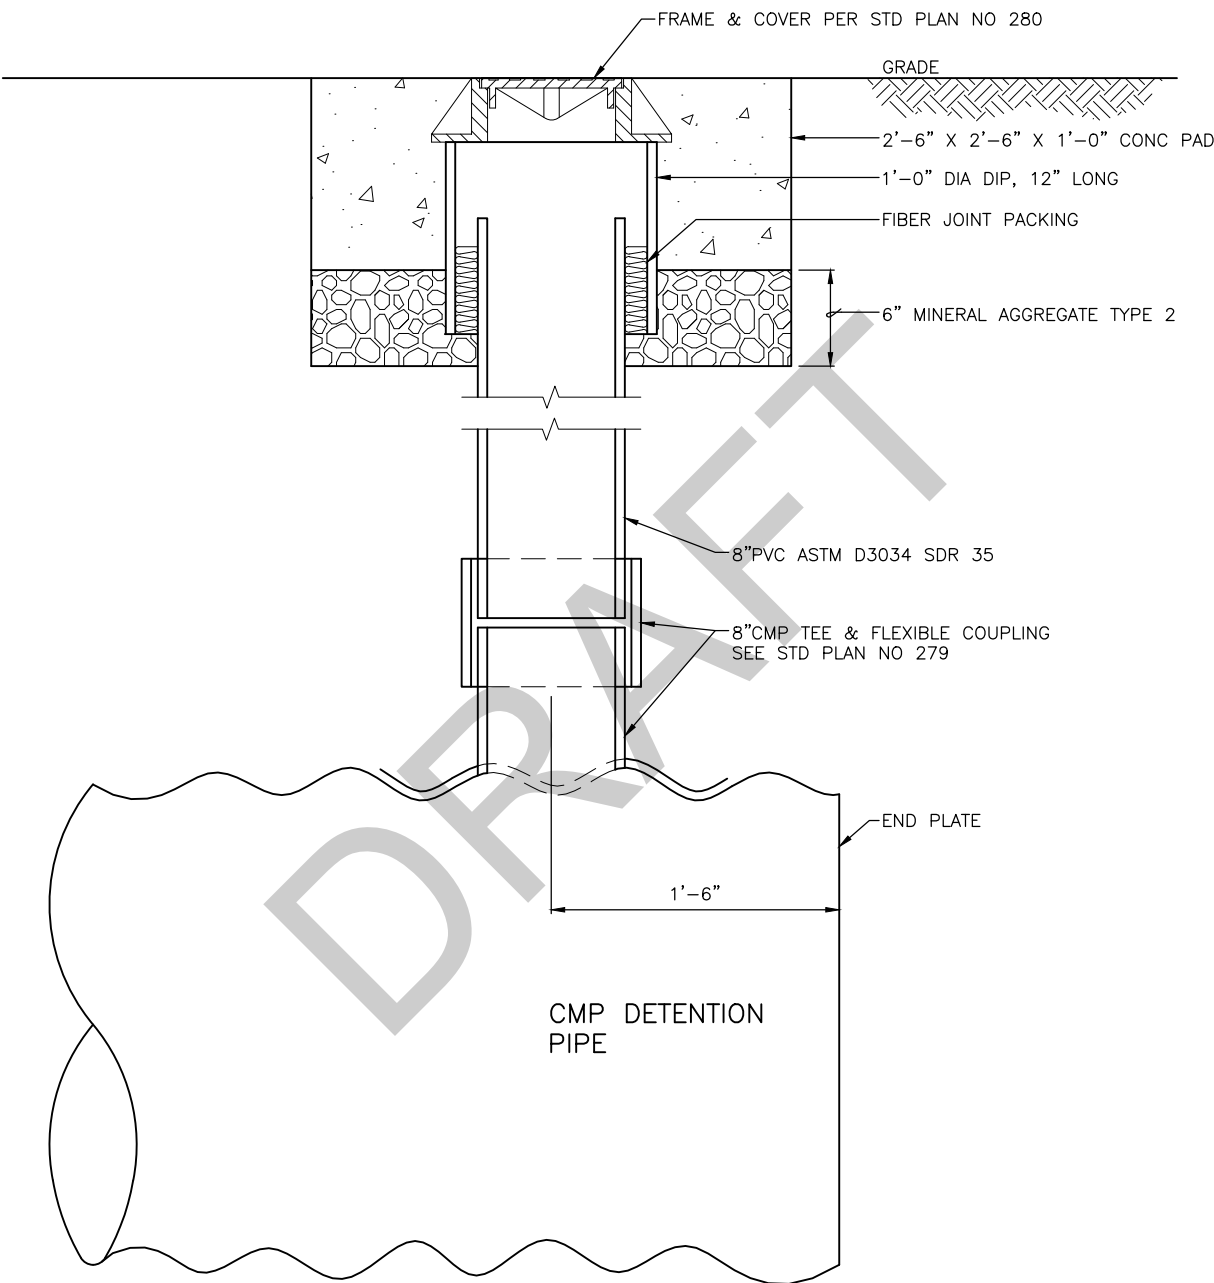 FRAME & COVER PER STD PLAN NO 280
GRADE
2'-6" X 2'-6" X 1'-0" CONC PAD
1'-0" DIA DIP, 12" LONG
FIBER JOINT PACKING
6" MINERAL AGGREGATE TYPE 2
8"PVC ASTM D3034 SDR 35
8"CMP TEE & FLEXIBLE COUPLING
SEE STD PLAN NO 279
END PLATE
1'-6"
CMP DETENTION
PIPE
DRAFT